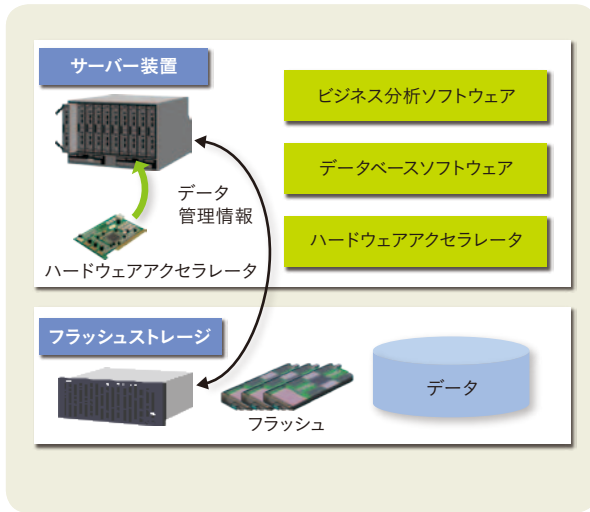 サーバー装置
ビジネス分析ソフトウェア
データベースソフトウェア
データ
管理情報
ハードウェアアクセラレータ
ハードウェアアクセラレータ
フラッシュストレージ
データ
フラッシュ